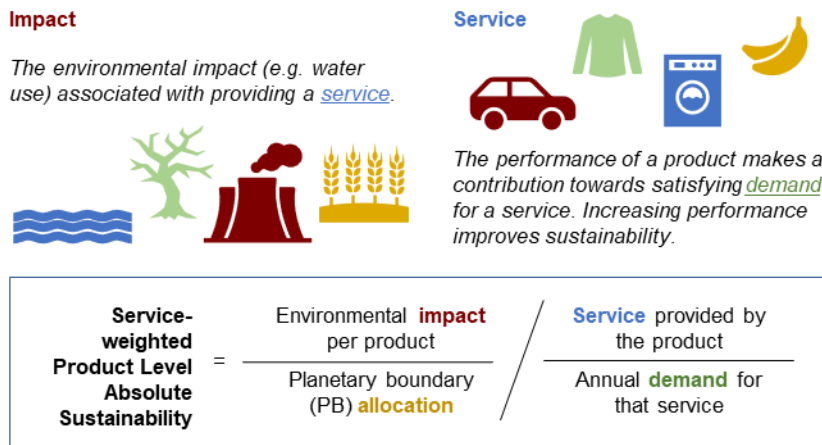 Impact
The environmental impact (e.g. water
use) associated with providing a service.
Service
The performance of a product makes a
contribution towards satisfying demand
for a service. Increasing performance
improves sustainability.
Service-
weighted
Product Level
Absolute
Sustainability
=
Environmental impact
per product
Planetary boundary
(PB) allocation
Service provided by
the product
Annual demand for
that service